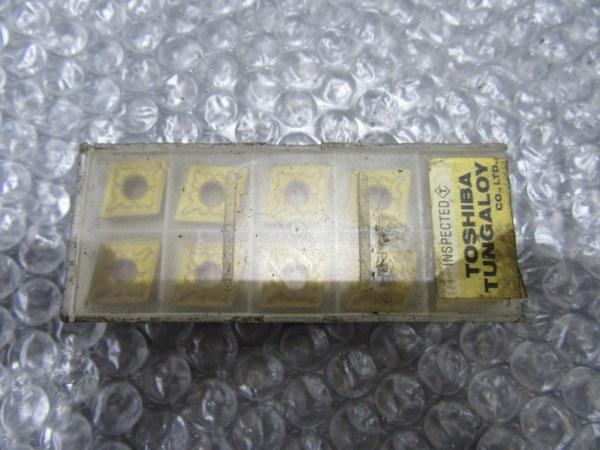 INSPECTED
TOSHIBA
TUNGALOY
CO., LTD.